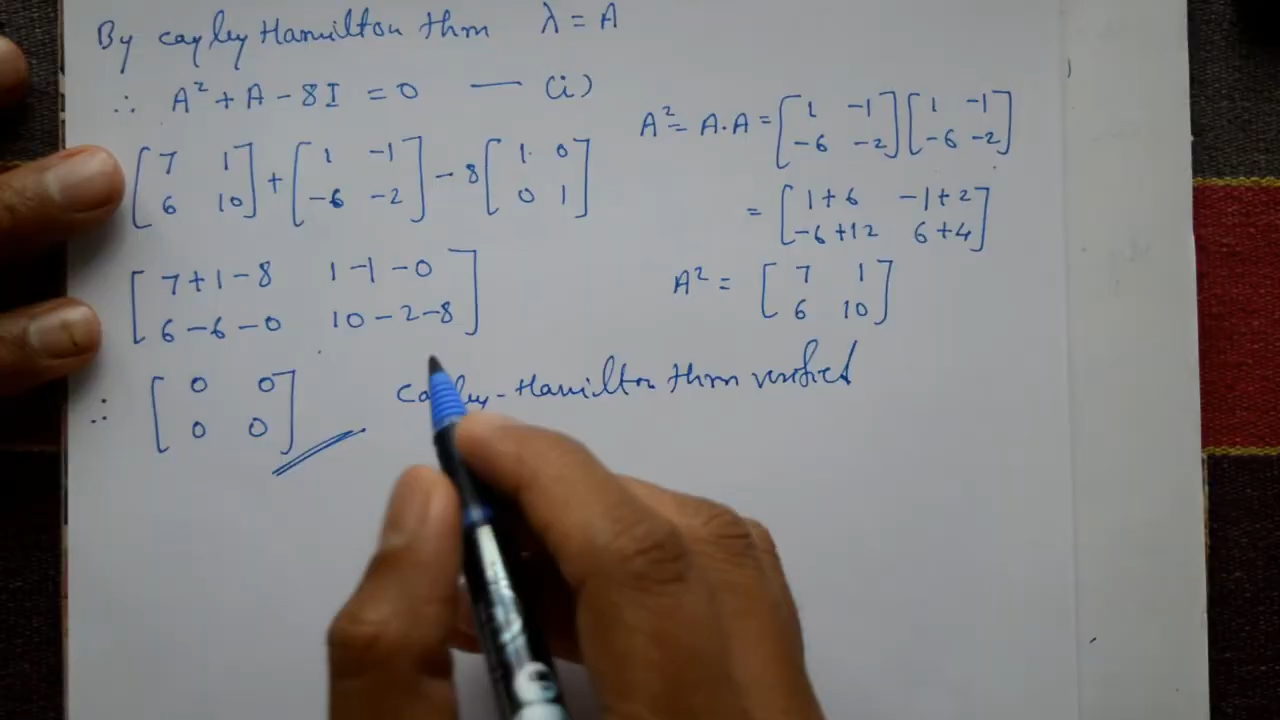 By cayley Hamilton thm λ = A
∴ A² + A - 8I = 0 — (i)
[7 1; 6 10] + [1 -1; -6 -2] - 8 [1 0; 0 1]
[7+1-8 1-1-0; 6-6-0 10-2-8]
∴ [0 0; 0 0]
A² = A·A = [1 -1; -6 -2] [1 -1; -6 -2]
= [1+6 -1+2; -6+12 6+4]
A² = [7 1; 6 10]
Cayley-Hamilton thm verified